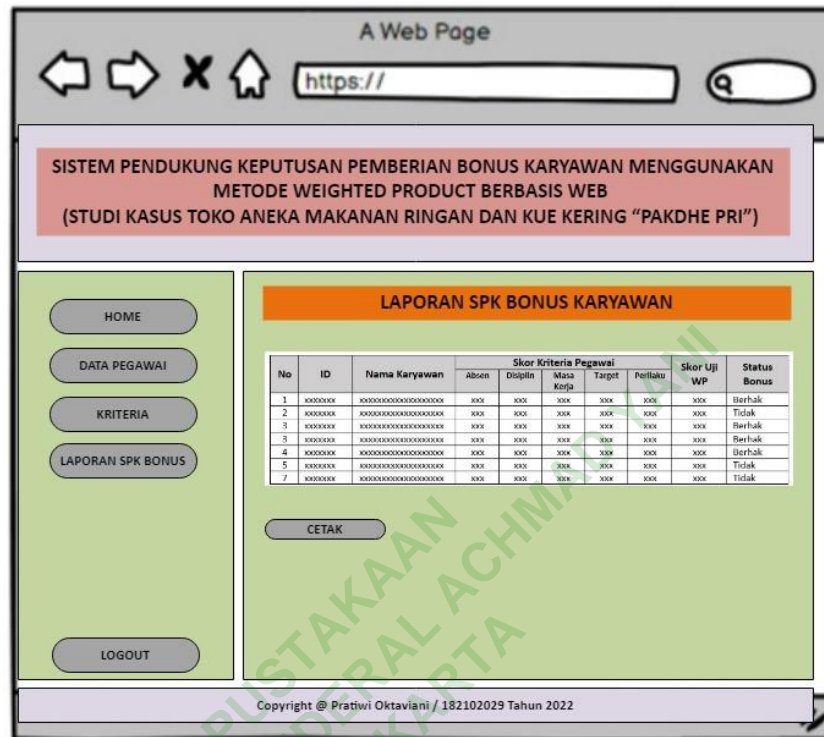 A Web Page
https://
SISTEM PENDUKUNG KEPUTUSAN PEMBERIAN BONUS KARYAWAN MENGGUNAKAN
METODE WEIGHTED PRODUCT BERBASIS WEB
(STUDI KASUS TOKO ANEKA MAKANAN RINGAN DAN KUE KERING “PAKDHE PRI”)
HOME
DATA PEGAWAI
KRITERIA
LAPORAN SPK BONUS
LOGOUT
LAPORAN SPK BONUS KARYAWAN
No ID Nama Karyawan Skor Kriteria Pegawai Skor Uji WP Status Bonus
Absen Disiplin Masa Kerja Target Perilaku
1 xxxxxxx xxxxxxxxxxxxxxxxxxx xxx xxx xxx xxx xxx xxx Berhak
2 xxxxxxx xxxxxxxxxxxxxxxxxxx xxx xxx xxx xxx xxx xxx Tidak
3 xxxxxxx xxxxxxxxxxxxxxxxxxx xxx xxx xxx xxx xxx xxx Berhak
3 xxxxxxx xxxxxxxxxxxxxxxxxxx xxx xxx xxx xxx xxx xxx Berhak
4 xxxxxxx xxxxxxxxxxxxxxxxxxx xxx xxx xxx xxx xxx xxx Berhak
5 xxxxxxx xxxxxxxxxxxxxxxxxxx xxx xxx xxx xxx xxx xxx Tidak
7 xxxxxxx xxxxxxxxxxxxxxxxxxx xxx xxx xxx xxx xxx xxx Tidak
CETAK
Copyright @ Pratiwi Oktaviani / 182102029 Tahun 2022
PUSTAKAAN
DERAL ACHMAD YANI
KARTA